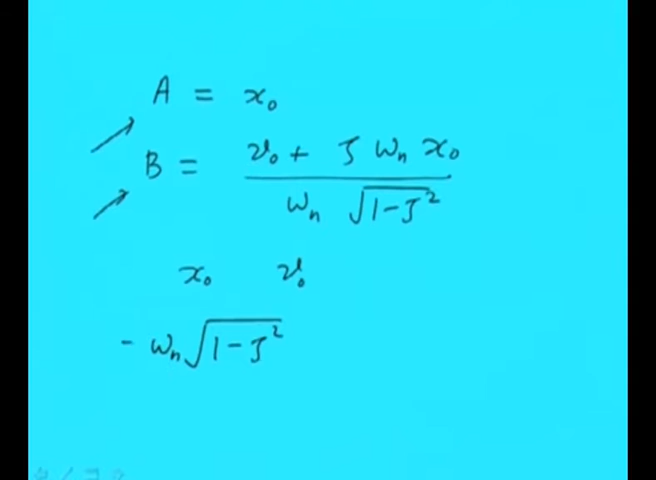 A = x₀
B = (v₀ + ζ ωₙ x₀) / (ωₙ √(1-ζ²))
x₀ v₀
- ωₙ √(1-ζ²)